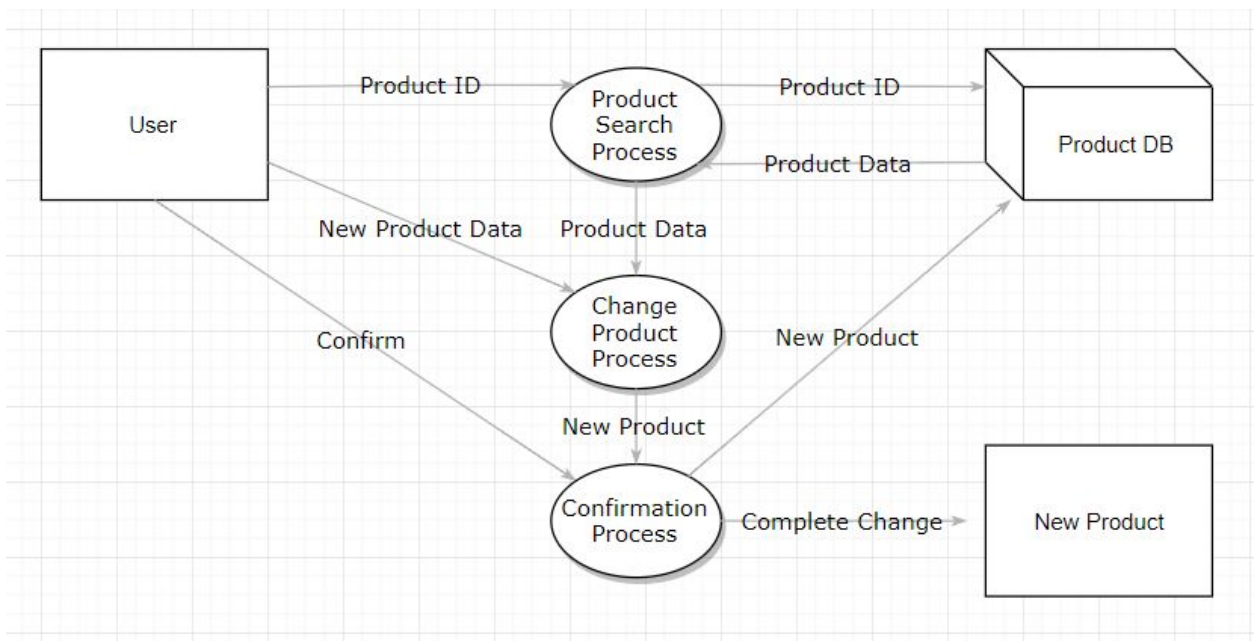 Product ID
Product ID
User
Product
Search
Process
Product DB
Product Data
New Product Data
Product Data
Change
Product
Process
Confirm
New Product
New Product
Confirmation
Process
Complete Change
New Product